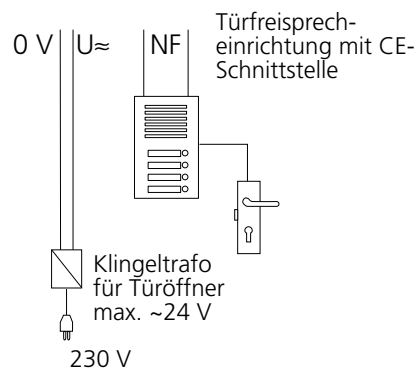 0 V U≈ NF
Türfreisprech-
einrichtung mit CE-
Schnittstelle
Klingeltrafo
für Türöffner
max. ~24 V
230 V